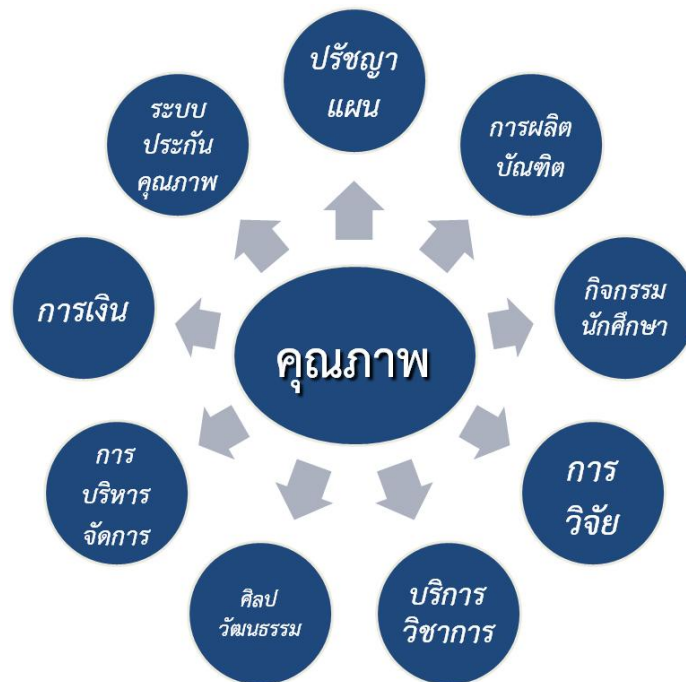 ปรัชญา
แผน
การผลิต
บัณฑิต
กิจกรรม
นักศึกษา
การ
วิจัย
บริการ
วิชาการ
ศิลป
วัฒนธรรม
การ
บริหาร
จัดการ
การเงิน
ระบบ
ประกัน
คุณภาพ
คุณภาพ